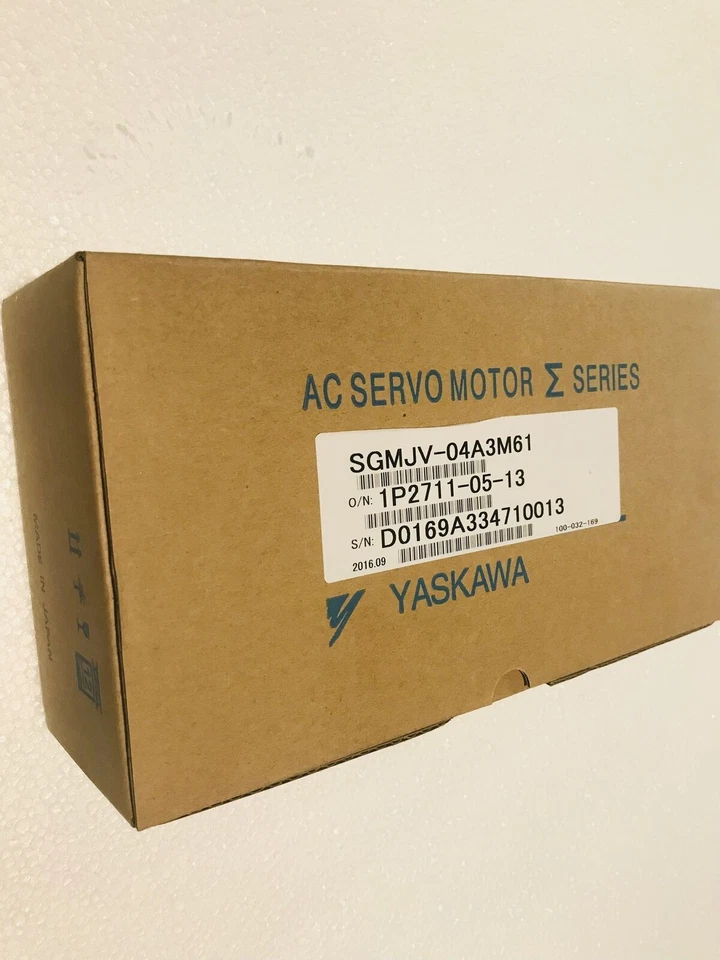 AC SERVO MOTOR Σ SERIES
SGMJV-04A3M61
O/N: 1P2711-05-13
S/N: D0169A334710013
2016.09
100-032-169
YASKAWA
MADE IN JAPAN